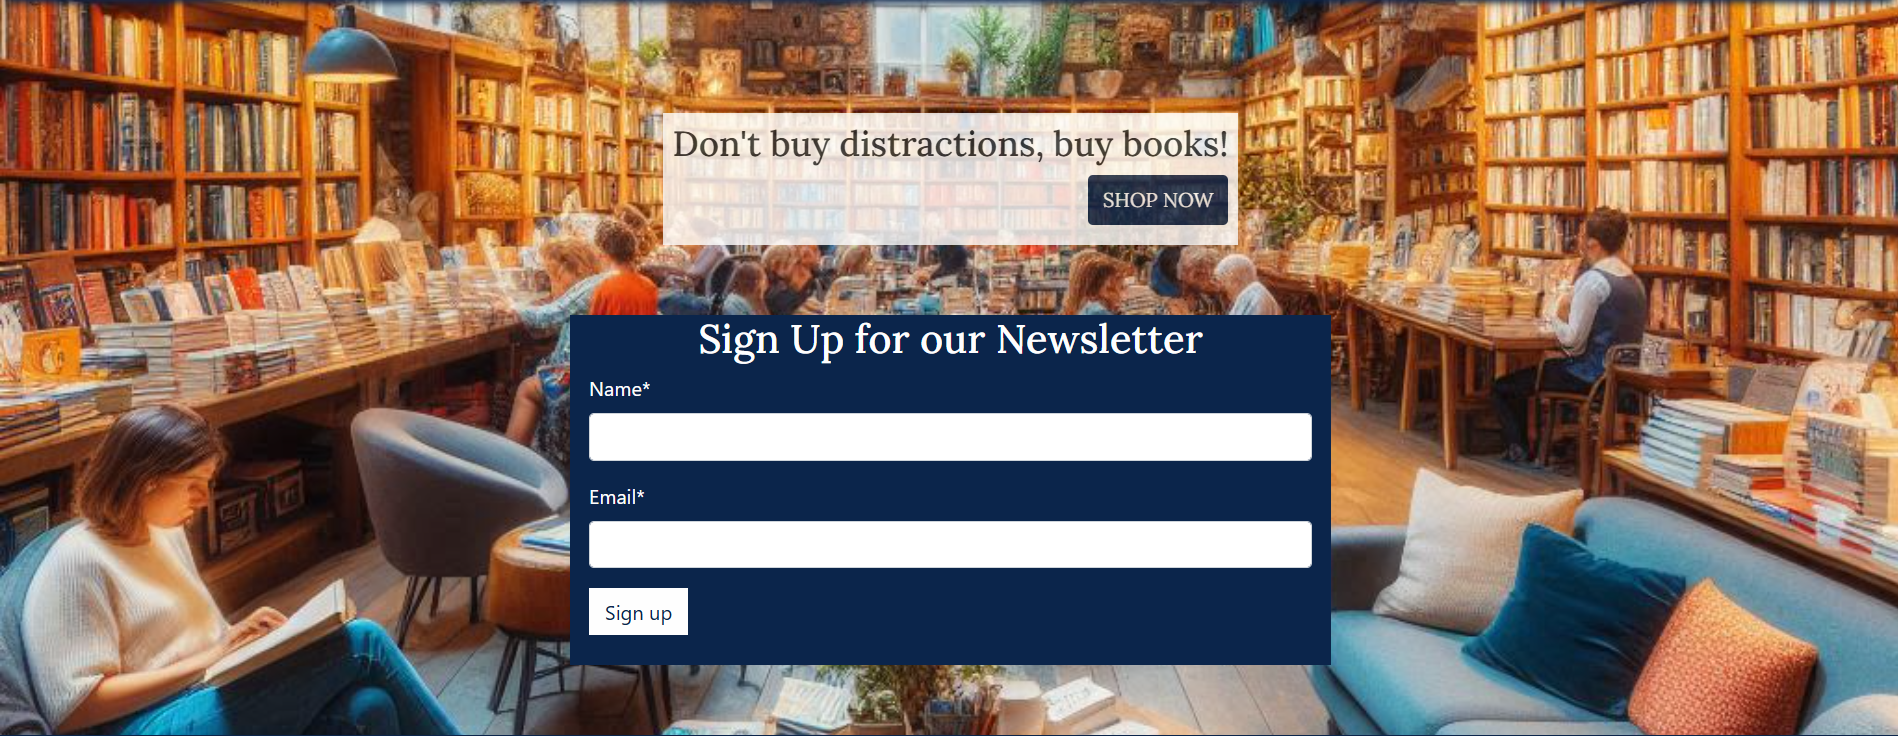 Don't buy distractions, buy books!
SHOP NOW
Sign Up for our Newsletter
Name*
Email*
Sign up